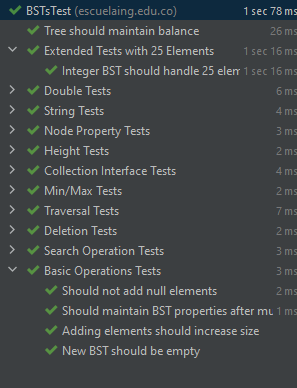 BSTsTest (escuelaing.edu.co) 1 sec 78 ms
Tree should maintain balance 26 ms
Extended Tests with 25 Elements 1 sec 16 ms
Integer BST should handle 25 elem 1 sec 16 ms
Double Tests 6 ms
String Tests 4 ms
Node Property Tests 3 ms
Height Tests 2 ms
Collection Interface Tests 4 ms
Min/Max Tests 2 ms
Traversal Tests 7 ms
Deletion Tests 2 ms
Search Operation Tests 3 ms
Basic Operations Tests 3 ms
Should not add null elements 2 ms
Should maintain BST properties after mu 1 ms
Adding elements should increase size
New BST should be empty